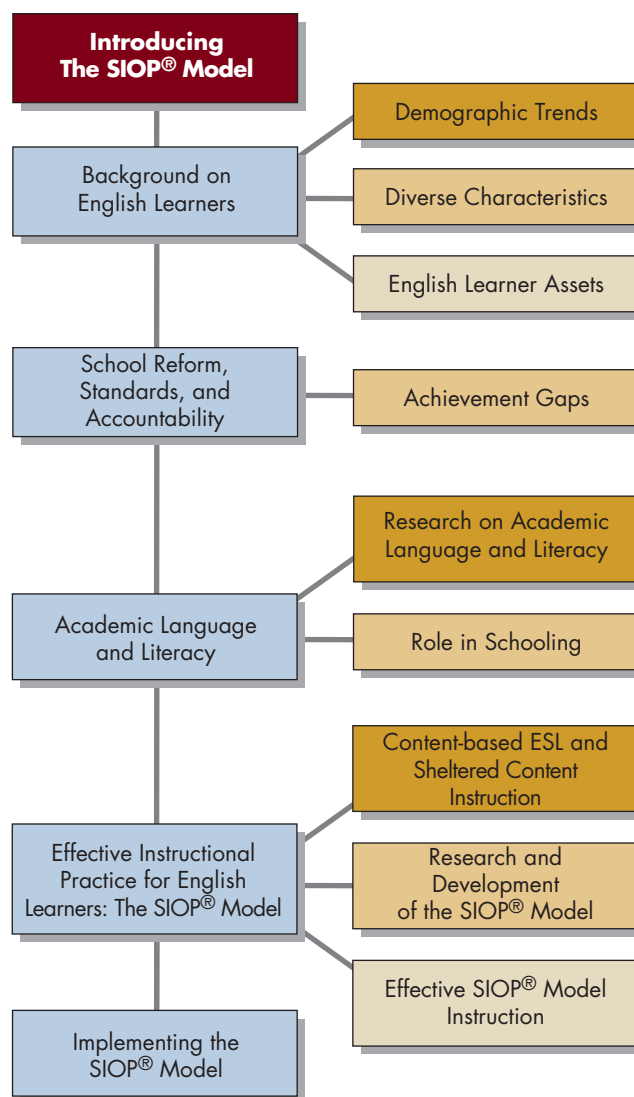 Introducing
The SIOP® Model
Background on
English Learners
Demographic Trends
Diverse Characteristics
English Learner Assets
School Reform,
Standards, and
Accountability
Achievement Gaps
Academic Language
and Literacy
Research on Academic
Language and Literacy
Role in Schooling
Effective Instructional
Practice for English
Learners: The SIOP® Model
Content-based ESL and
Sheltered Content
Instruction
Research and
Development
of the SIOP® Model
Effective SIOP® Model
Instruction
Implementing the
SIOP® Model